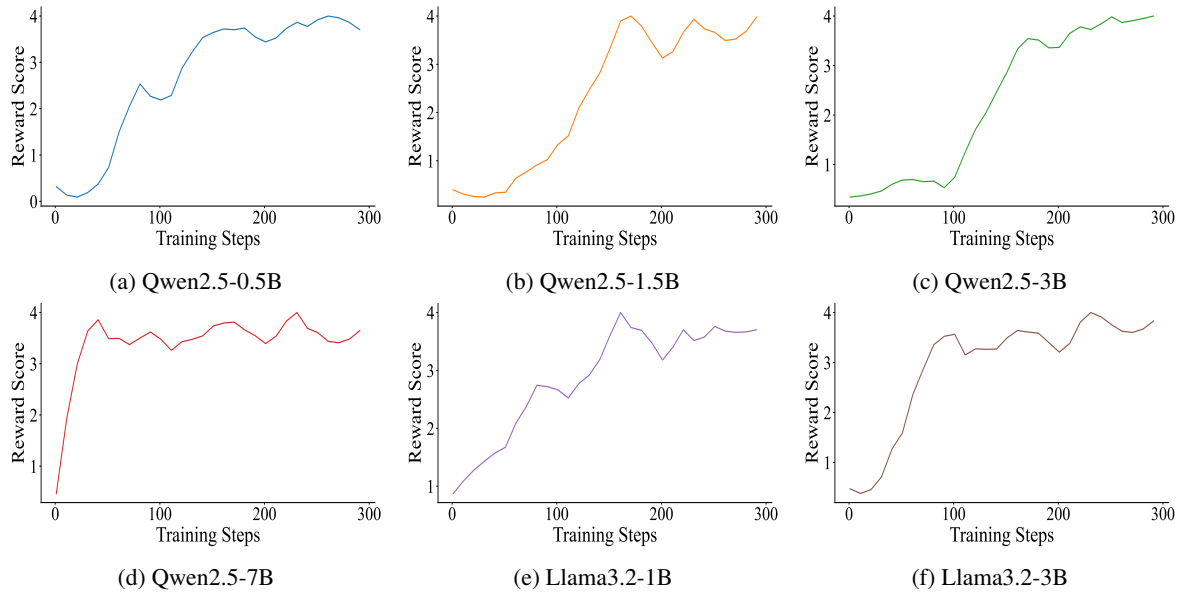 4
3
2
1
0
Reward Score
0
100
200
300
Training Steps
(a) Qwen2.5-0.5B
4
3
2
1
Reward Score
0
100
200
300
Training Steps
(b) Qwen2.5-1.5B
4
3
2
1
Reward Score
0
100
200
300
Training Steps
(c) Qwen2.5-3B
4
3
2
1
Reward Score
0
100
200
300
Training Steps
(d) Qwen2.5-7B
4
3
2
1
Reward Score
0
100
200
300
Training Steps
(e) Llama3.2-1B
4
3
2
1
Reward Score
0
100
200
300
Training Steps
(f) Llama3.2-3B